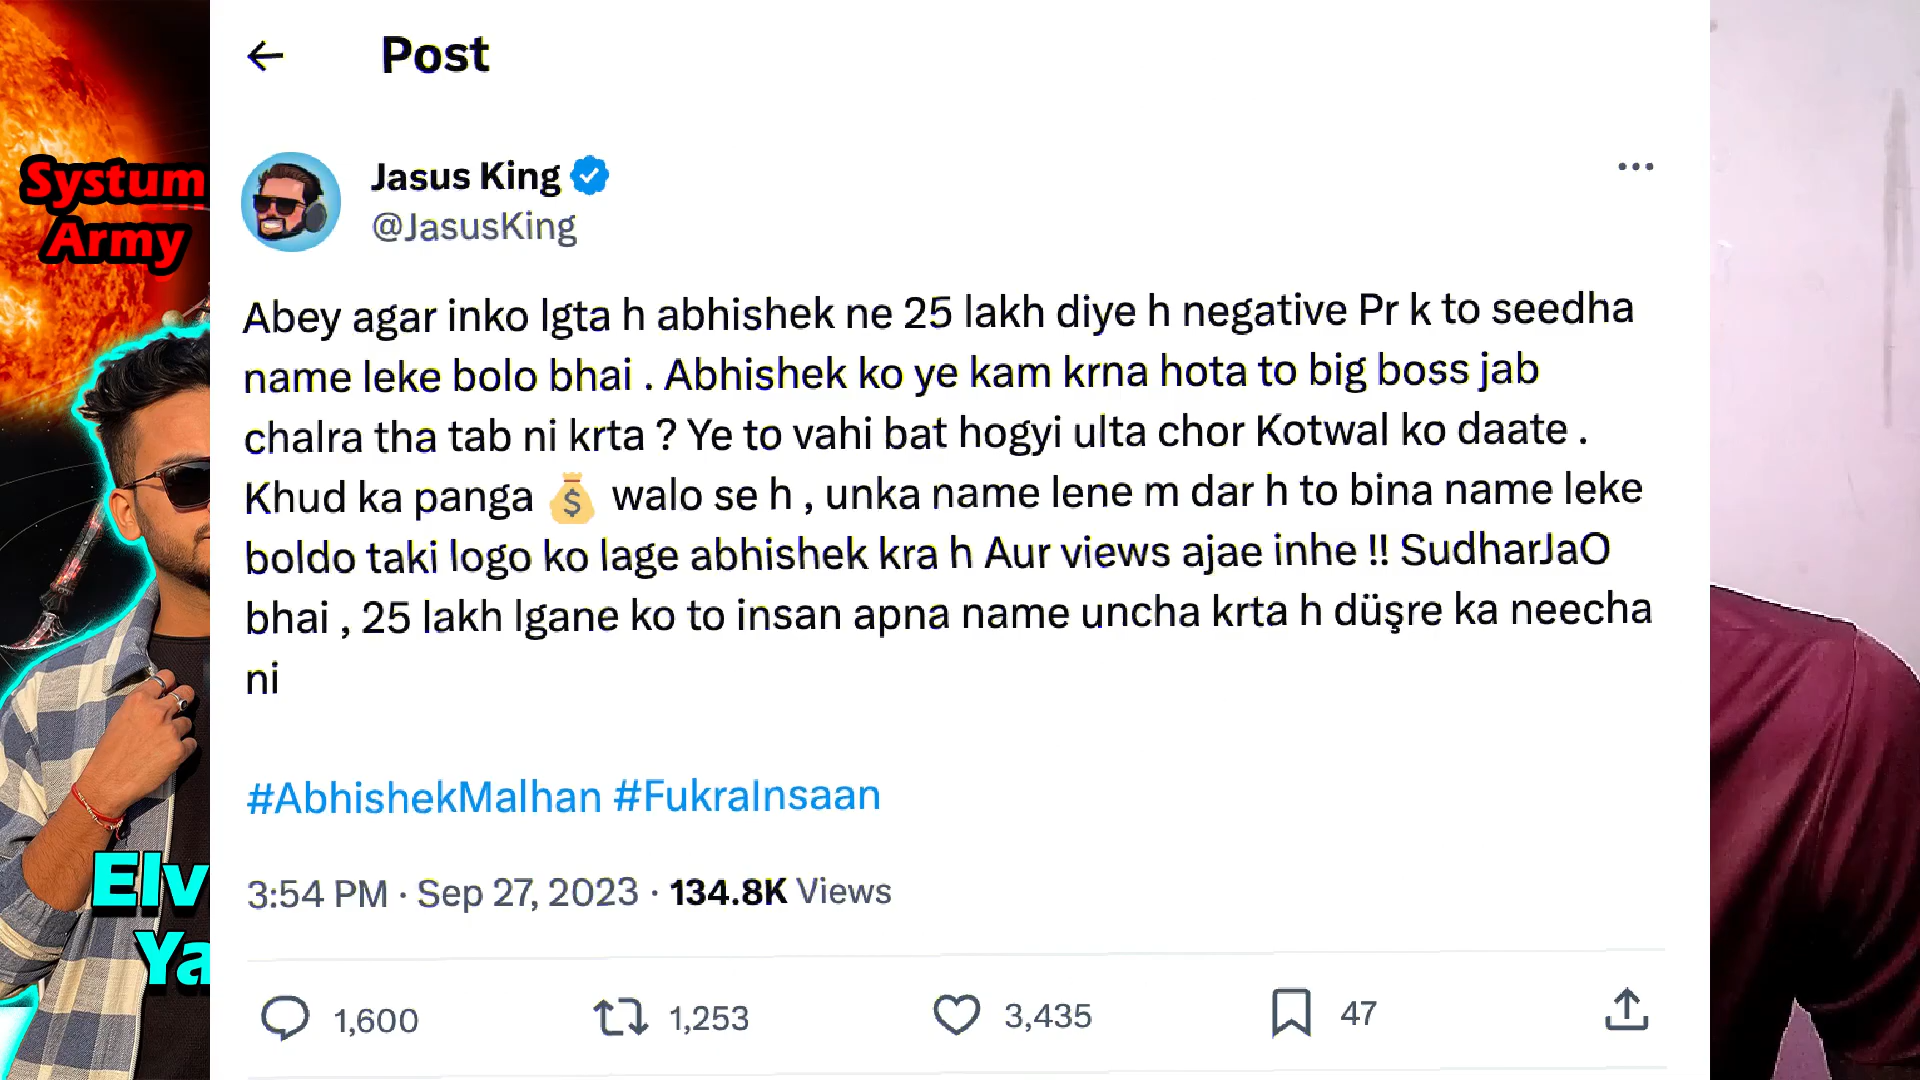 Post
Systum
Army
Jasus King
@JasusKing
Abey agar inko lgta h abhishek ne 25 lakh diye h negative Pr k to seedha
name leke bolo bhai . Abhishek ko ye kam krna hota to big boss jab
chalra tha tab ni krta ? Ye to vahi bat hogyi ulta chor Kotwal ko daate .
Khud ka panga 💰 walo se h , unka name lene m dar h to bina name leke
boldo taki logo ko lage abhishek kra h Aur views ajae inhe !! SudharJaO
bhai , 25 lakh lgane ko to insan apna name uncha krta h düşre ka neecha
ni
#AbhishekMalhan #FukraInsaan
Elv
Ya
3:54 PM · Sep 27, 2023 · 134.8K Views
1,600 1,253 3,435 47